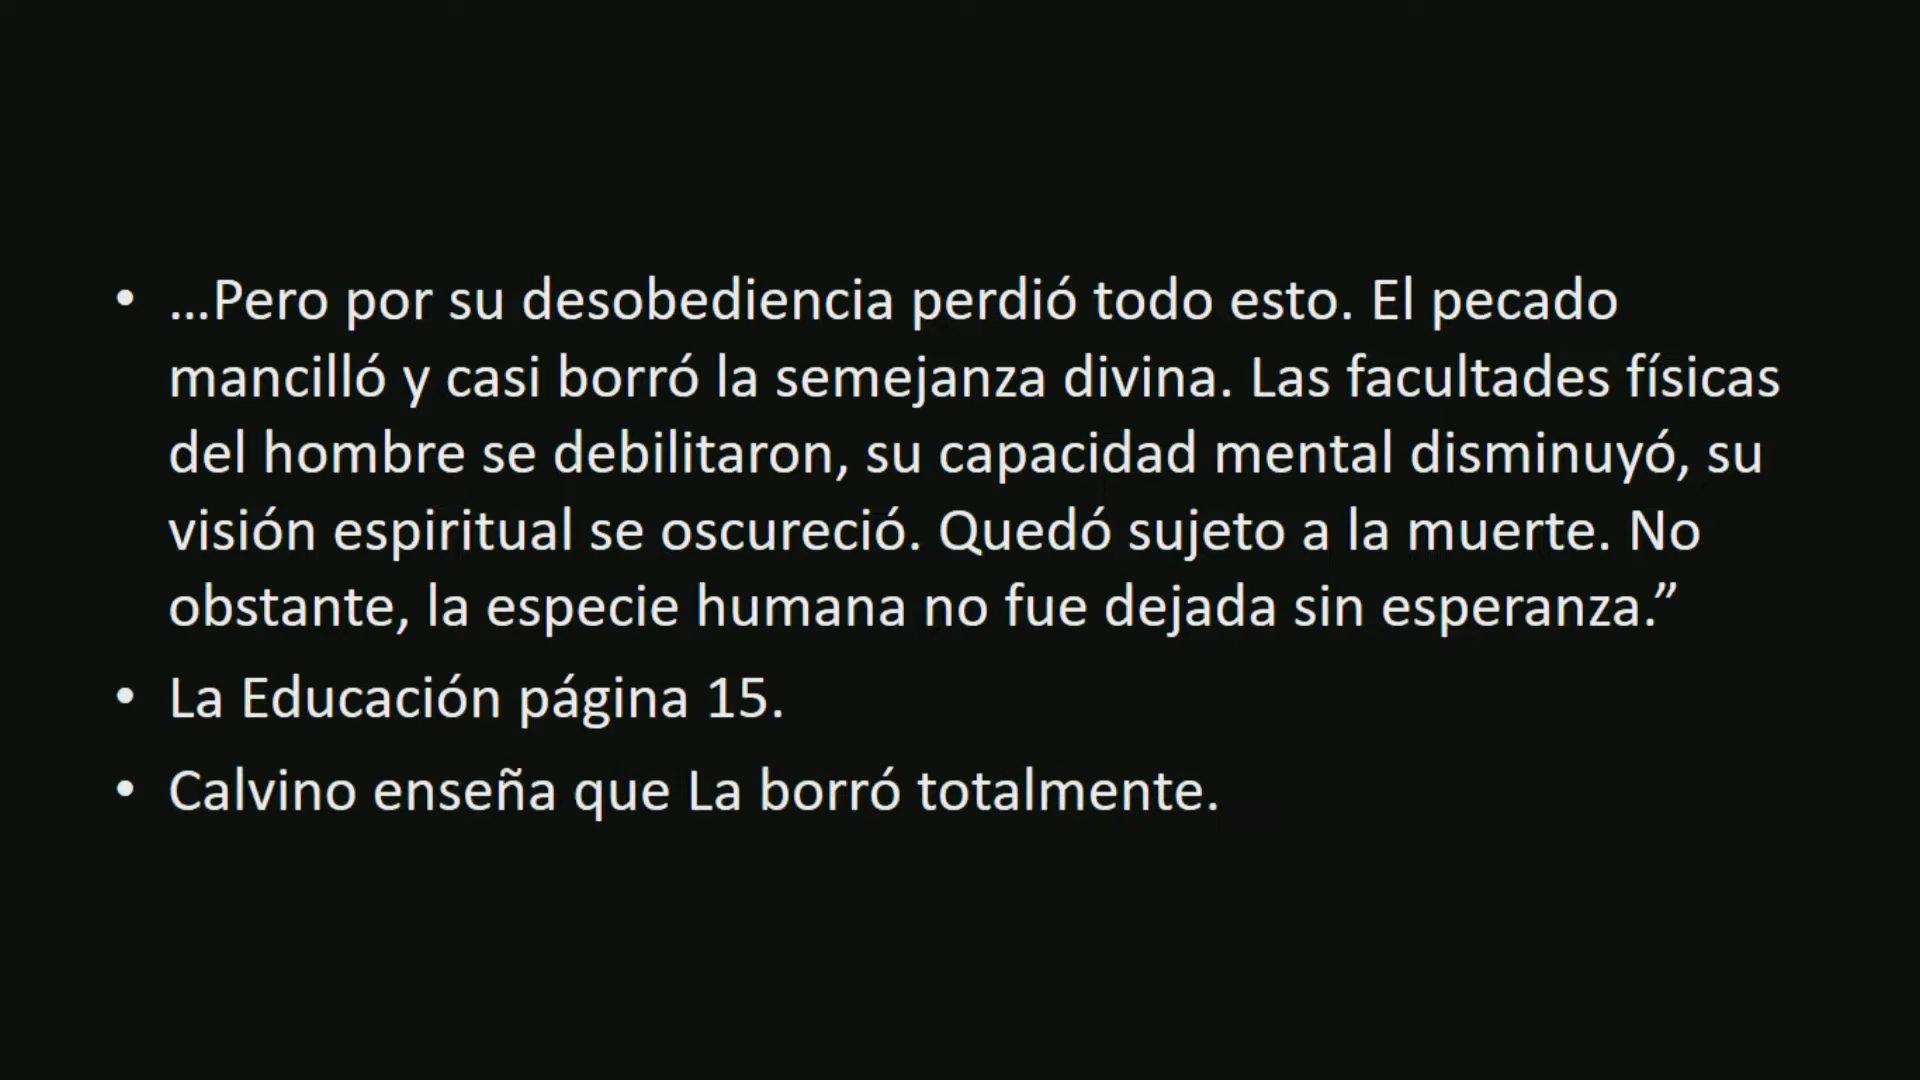 • ...Pero por su desobediencia perdió todo esto. El pecado
mancilló y casi borró la semejanza divina. Las facultades físicas
del hombre se debilitaron, su capacidad mental disminuyó, su
visión espiritual se oscureció. Quedó sujeto a la muerte. No
obstante, la especie humana no fue dejada sin esperanza.”
• La Educación página 15.
• Calvino enseña que La borró totalmente.